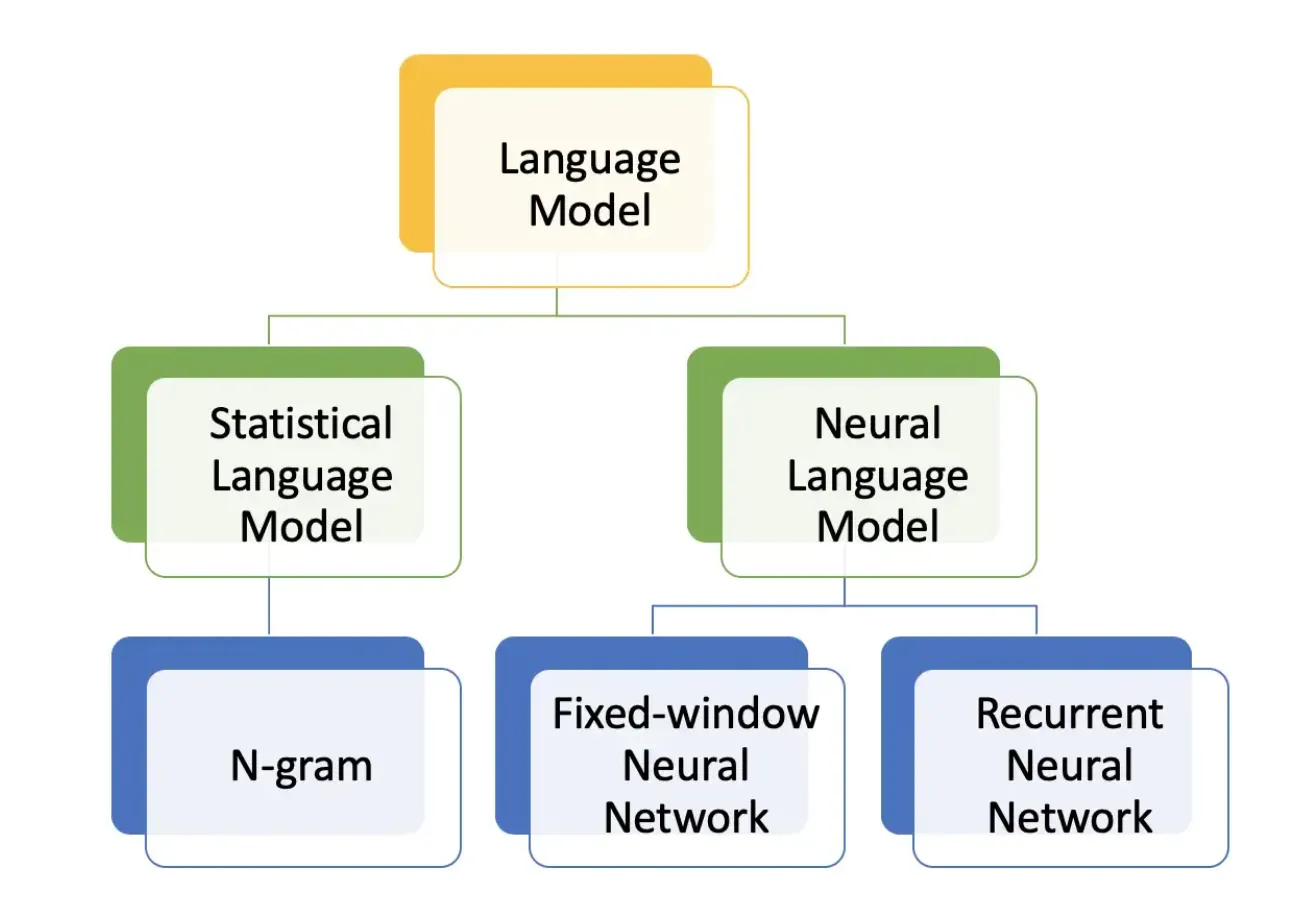 Language
Model
Statistical
Language
Model
Neural
Language
Model
N-gram
Fixed-window
Neural
Network
Recurrent
Neural
Network